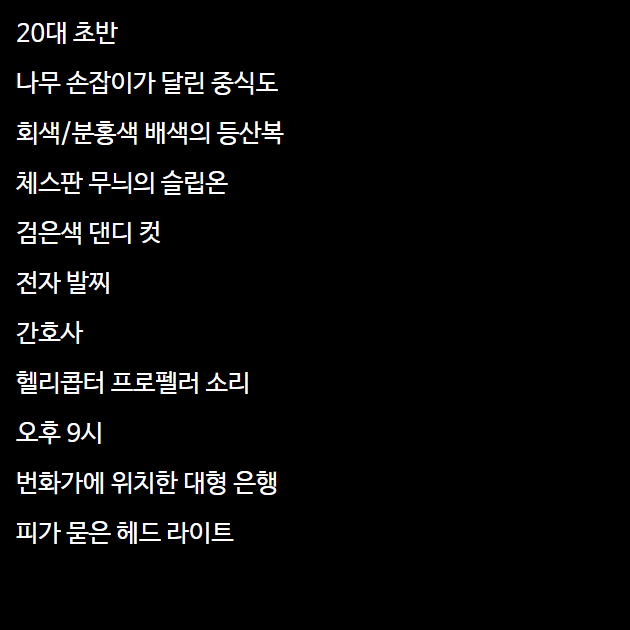 20대 초반
나무 손잡이가 달린 중식도
회색/분홍색 배색의 등산복
체스판 무늬의 슬립온
검은색 댄디 컷
전자 발찌
간호사
헬리콥터 프로펠러 소리
오후 9시
번화가에 위치한 대형 은행
피가 묻은 헤드 라이트